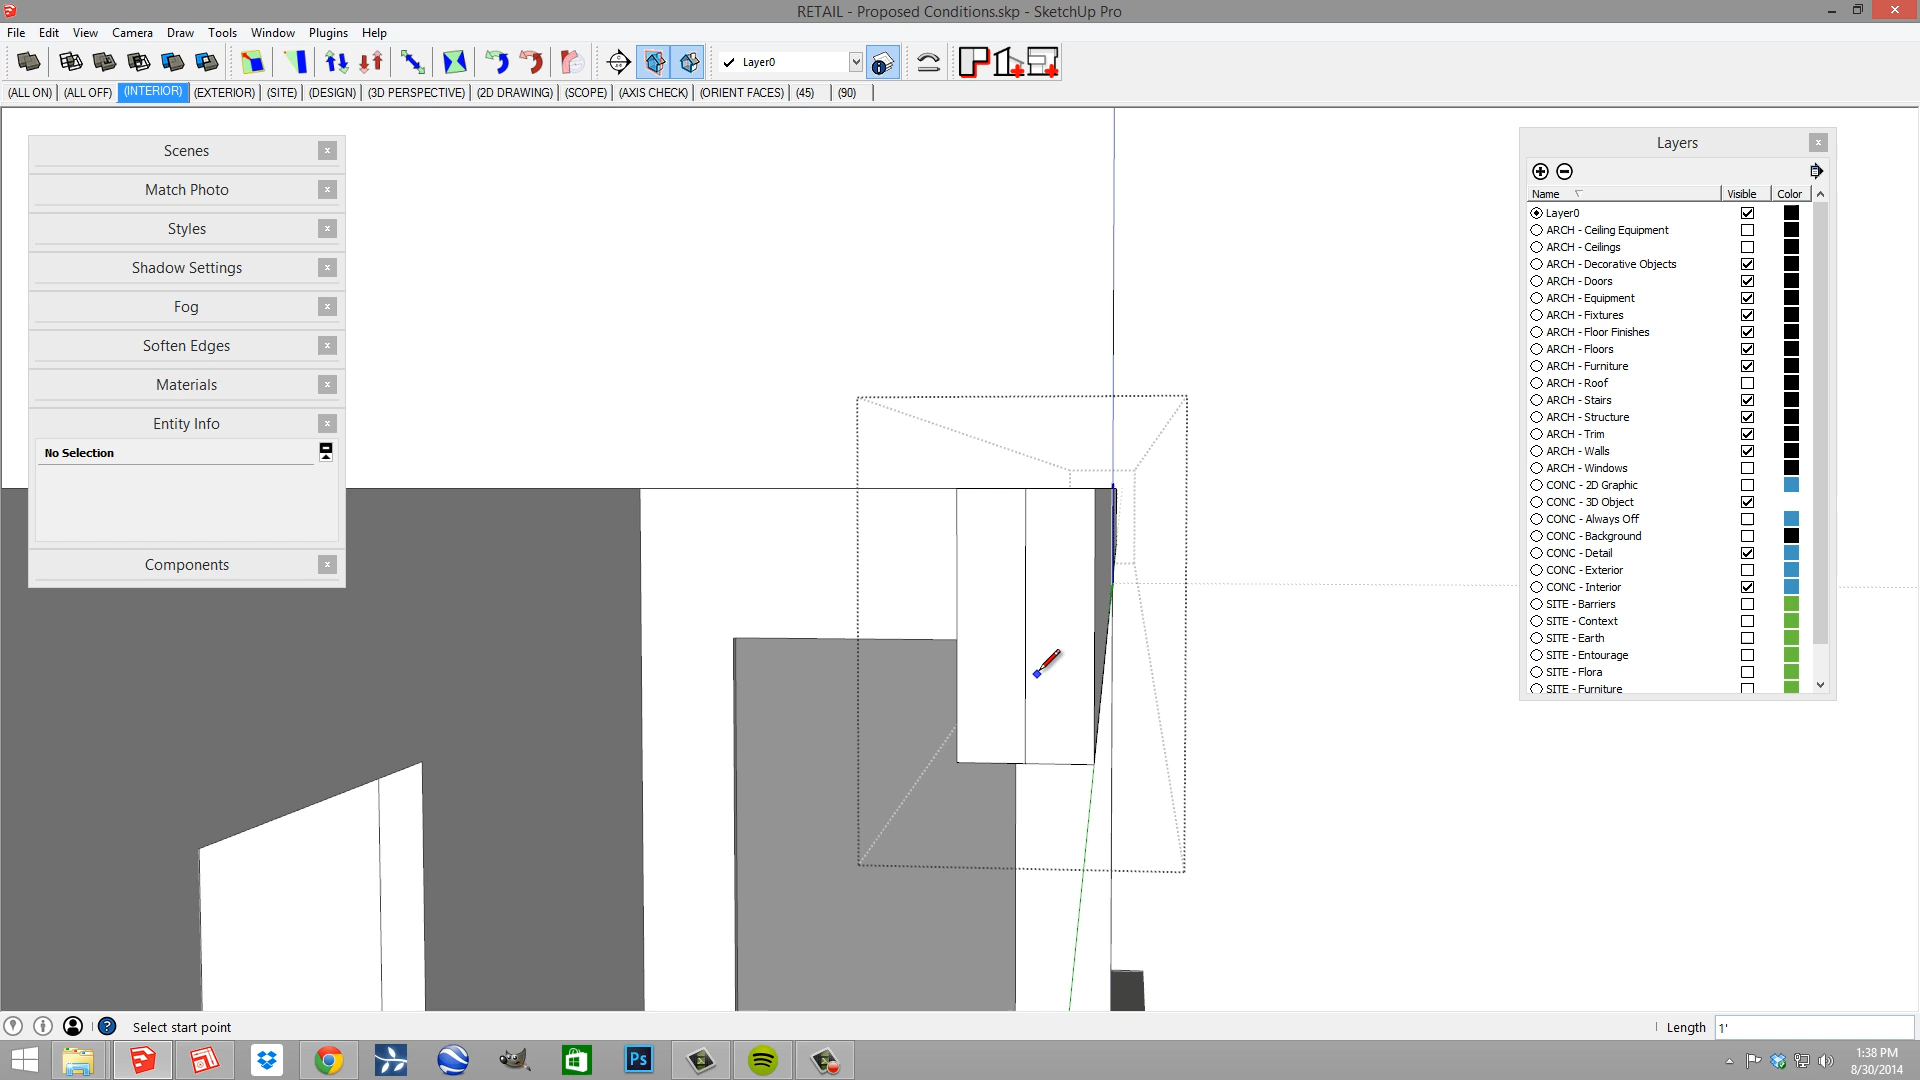 RETAIL - Proposed Conditions.skp - SketchUp Pro
File Edit View Camera Draw Tools Window Plugins Help
Layer0
(ALL ON) (ALL OFF) (INTERIOR) (EXTERIOR) (SITE) (DESIGN) (3D PERSPECTIVE) (2D DRAWING) (SCOPE) (AXIS CHECK) (ORIENT FACES) (45) (90)
Scenes
Match Photo
Styles
Shadow Settings
Fog
Soften Edges
Materials
Entity Info
No Selection
Components
Layers
Name Visible Color
Layer0
ARCH - Ceiling Equipment
ARCH - Ceilings
ARCH - Decorative Objects
ARCH - Doors
ARCH - Equipment
ARCH - Fixtures
ARCH - Floor Finishes
ARCH - Floors
ARCH - Furniture
ARCH - Roof
ARCH - Stairs
ARCH - Structure
ARCH - Trim
ARCH - Walls
ARCH - Windows
CONC - 2D Graphic
CONC - 3D Object
CONC - Always Off
CONC - Background
CONC - Detail
CONC - Exterior
CONC - Interior
SITE - Barriers
SITE - Context
SITE - Earth
SITE - Entourage
SITE - Flora
SITE - Furniture
Select start point
Length 1'
Ps
1:38 PM
8/30/2014